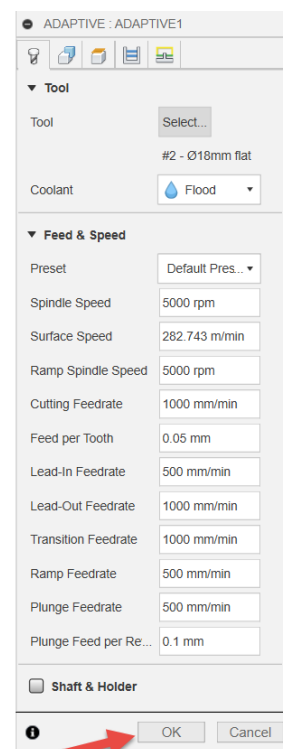 ADAPTIVE : ADAPTIVE1
Tool
Tool Select...
#2 - Ø18mm flat
Coolant Flood
Feed & Speed
Preset Default Pres...
Spindle Speed 5000 rpm
Surface Speed 282.743 m/min
Ramp Spindle Speed 5000 rpm
Cutting Feedrate 1000 mm/min
Feed per Tooth 0.05 mm
Lead-In Feedrate 500 mm/min
Lead-Out Feedrate 1000 mm/min
Transition Feedrate 1000 mm/min
Ramp Feedrate 500 mm/min
Plunge Feedrate 500 mm/min
Plunge Feed per Re... 0.1 mm
Shaft & Holder
OK Cancel